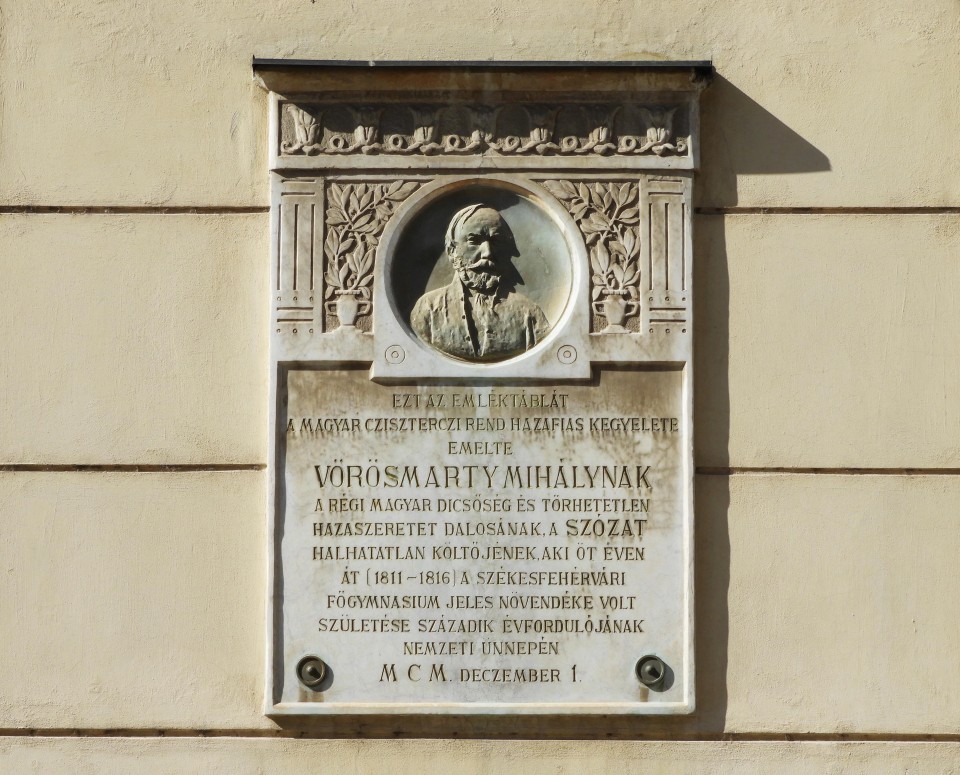 EZT AZ EMLÉKTÁBLÁT
A MAGYAR CZISZTERCZI REND HAZAFIAS KEGYELETE
EMELTE
VÖRÖSMARTY MIHÁLYNAK
A RÉGI MAGYAR DICSŐSÉG ÉS TÖRHETETLEN
HAZASZERETET DALOSÁNAK, A SZÓZAT
HALHATATLAN KÖLTŐJÉNEK, AKI ÖT ÉVEN
ÁT (1811–1816) A SZÉKESFEHÉRVÁRI
FŐGYMNASIUM JELES NÖVENDÉKE VOLT
SZÜLETÉSE SZÁZADIK ÉVFORDULÓJÁNAK
NEMZETI ÜNNEPÉN
MCM. DECZEMBER 1.